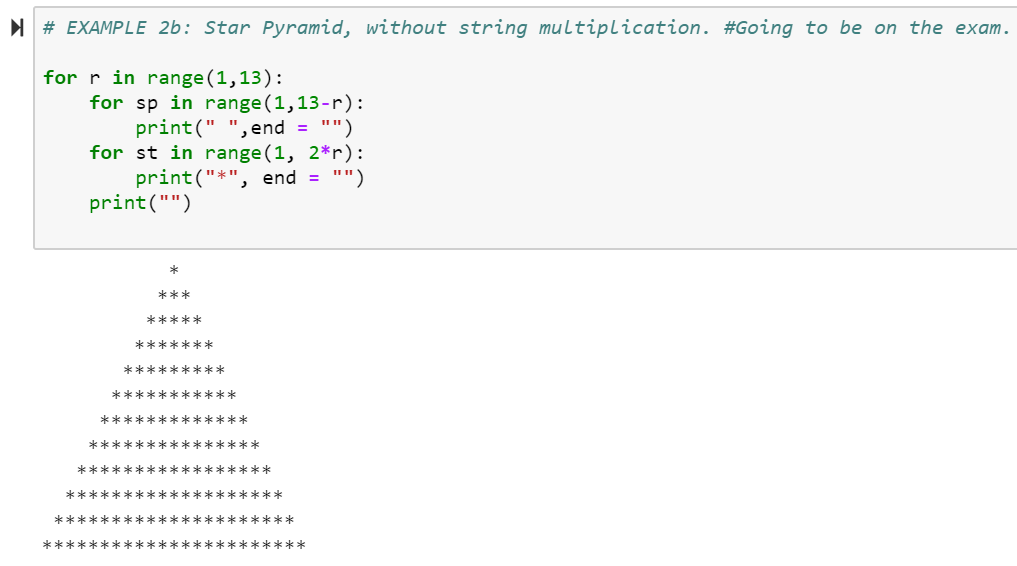 # EXAMPLE 2b: Star Pyramid, without string multiplication. #Going to be on the exam.
for r in range(1,13):
    for sp in range(1,13-r):
        print(" ",end = "")
    for st in range(1, 2*r):
        print("*", end = "")
    print("")
           *
          ***
         *****
        *******
       *********
      ***********
     *************
    ***************
   *****************
  *******************
 *********************
***********************